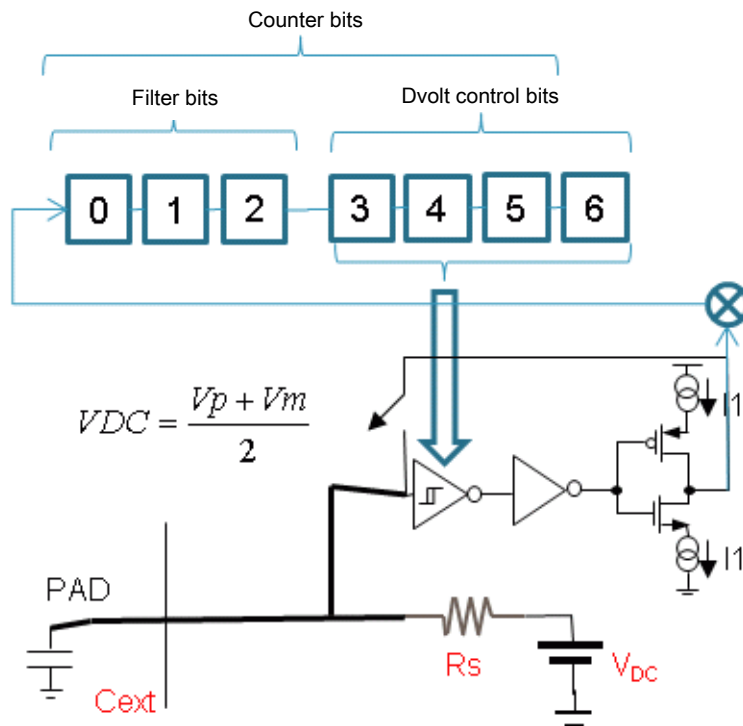 Counter bits
Filter bits
Dvolt control bits
0 1 2 3 4 5 6
VDC = (Vp + Vm) / 2
I1
I1
PAD
Cext
Rs
VDC